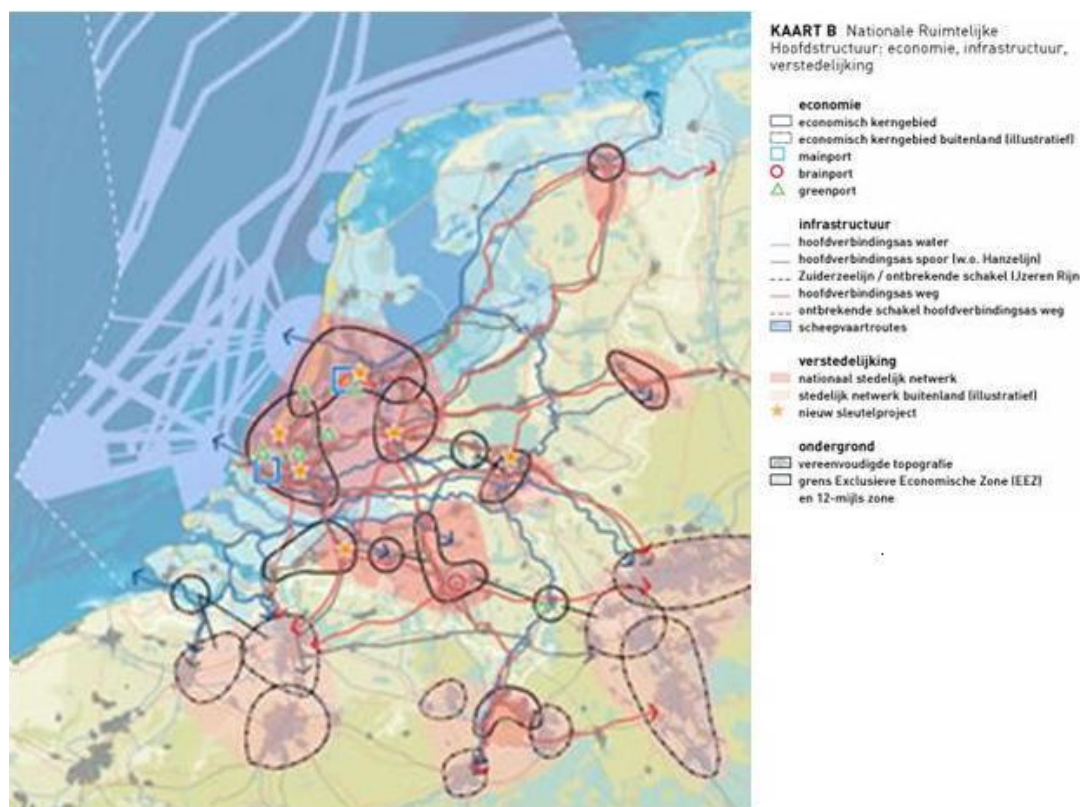 KAART B Nationale Ruimtelijke
Hoofdstructuur: economie, infrastructuur,
verstedelijking
economie
economisch kerngebied
economisch kerngebied buitenland (illustratief)
mainport
brainport
greenport
infrastructuur
hoofdverbindingsas water
hoofdverbindingsas spoor (w.o. Hanzelijn)
Zuiderzeelijn / ontbrekende schakel IJzeren Rijn
hoofdverbindingsas weg
ontbrekende schakel hoofdverbindingsas weg
scheepvaartroutes
verstedelijking
nationaal stedelijk netwerk
stedelijk netwerk buitenland (illustratief)
nieuw sleutelproject
ondergrond
vereenvoudigde topografie
grens Exclusieve Economische Zone (EEZ)
en 12-mijls zone